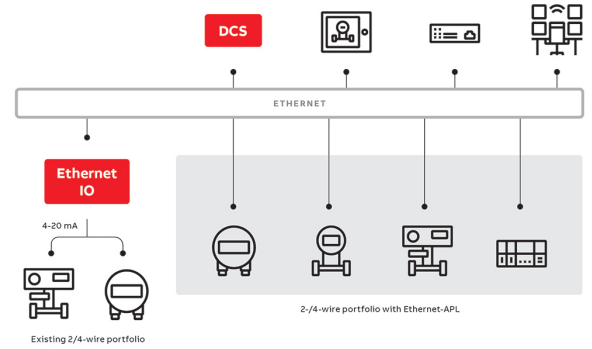 DCS
ETHERNET
Ethernet
IO
4-20 mA
2-/4-wire portfolio with Ethernet-APL
Existing 2/4-wire portfolio